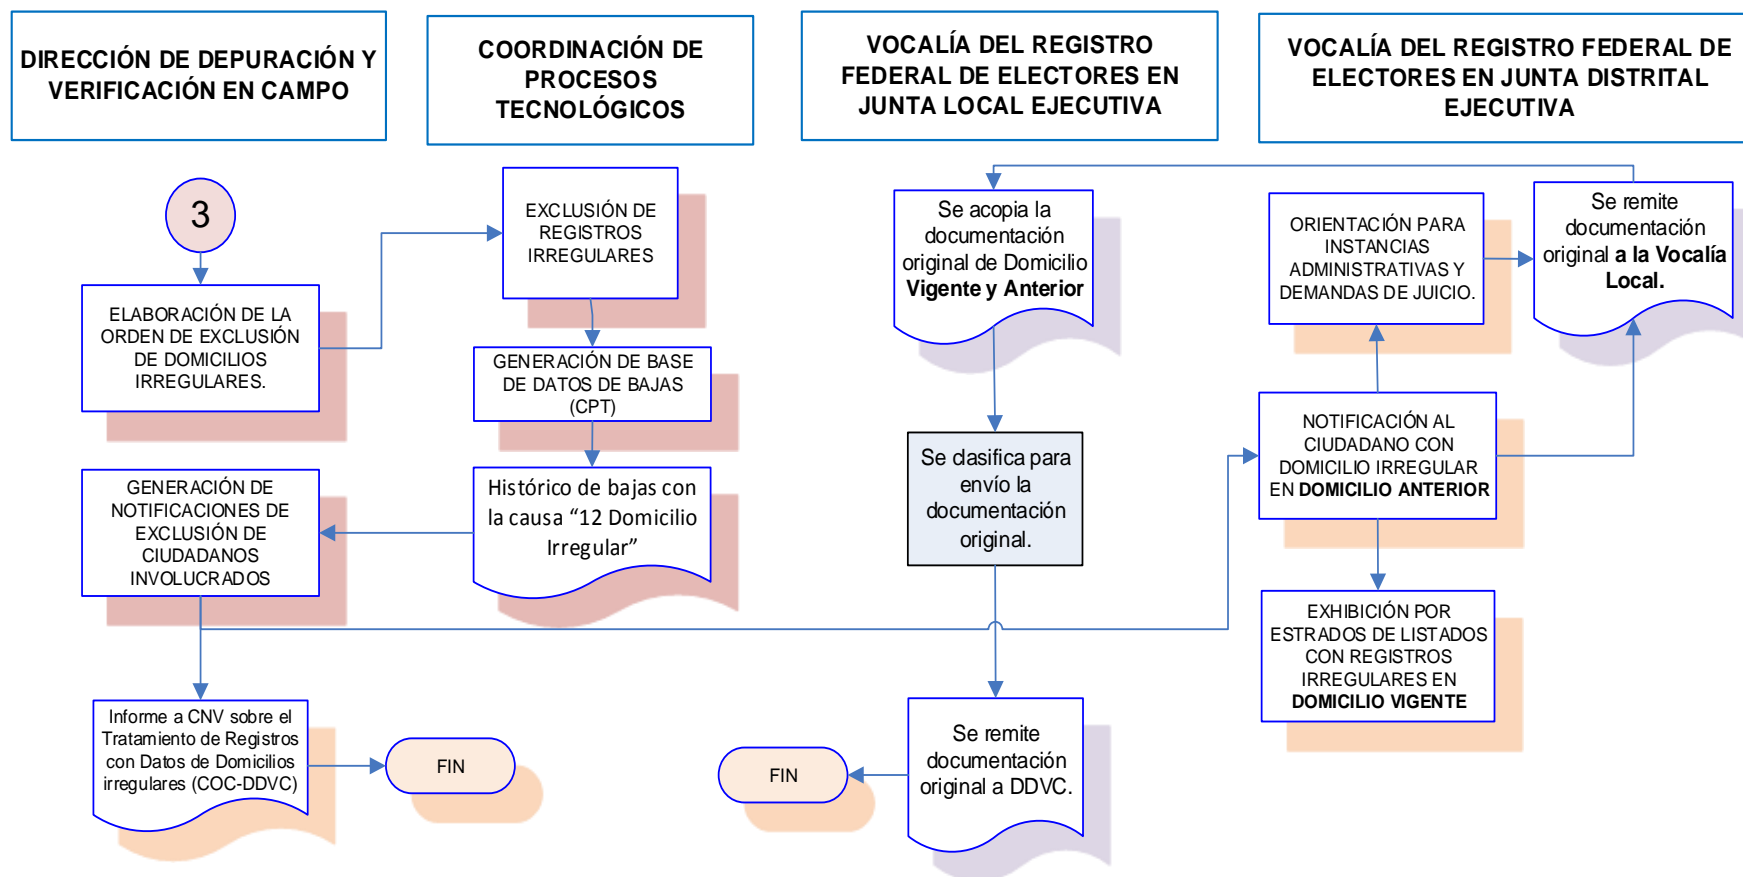 DIRECCIÓN DE DEPURACIÓN Y
VERIFICACIÓN EN CAMPO
COORDINACIÓN DE
PROCESOS
TECNOLÓGICOS
VOCALÍA DEL REGISTRO
FEDERAL DE ELECTORES EN
JUNTA LOCAL EJECUTIVA
VOCALÍA DEL REGISTRO FEDERAL DE
ELECTORES EN JUNTA DISTRITAL
EJECUTIVA
3
ELABORACIÓN DE LA
ORDEN DE EXCLUSIÓN
DE DOMICILIOS
IRREGULARES.
GENERACIÓN DE
NOTIFICACIONES DE
EXCLUSIÓN DE
CIUDADANOS
INVOLUCRADOS
Informe a CNV sobre el
Tratamiento de Registros
con Datos de Domicilios
irregulares (COC-DDVC)
FIN
EXCLUSIÓN DE
REGISTROS
IRREGULARES
GENERACIÓN DE BASE
DE DATOS DE BAJAS
(CPT)
Histórico de bajas con
la causa “12 Domicilio
Irregular”
Se acopia la
documentación
original de Domicilio
Vigente y Anterior
Se clasifica para
envío la
documentación
original.
Se remite
documentación
original a DDVC.
FIN
ORIENTACIÓN PARA
INSTANCIAS
ADMINISTRATIVAS Y
DEMANDAS DE JUICIO.
Se remite
documentación
original a la Vocalía
Local.
NOTIFICACIÓN AL
CIUDADANO CON
DOMICILIO IRREGULAR
EN DOMICILIO ANTERIOR
EXHIBICIÓN POR
ESTRADOS DE LISTADOS
CON REGISTROS
IRREGULARES EN
DOMICILIO VIGENTE